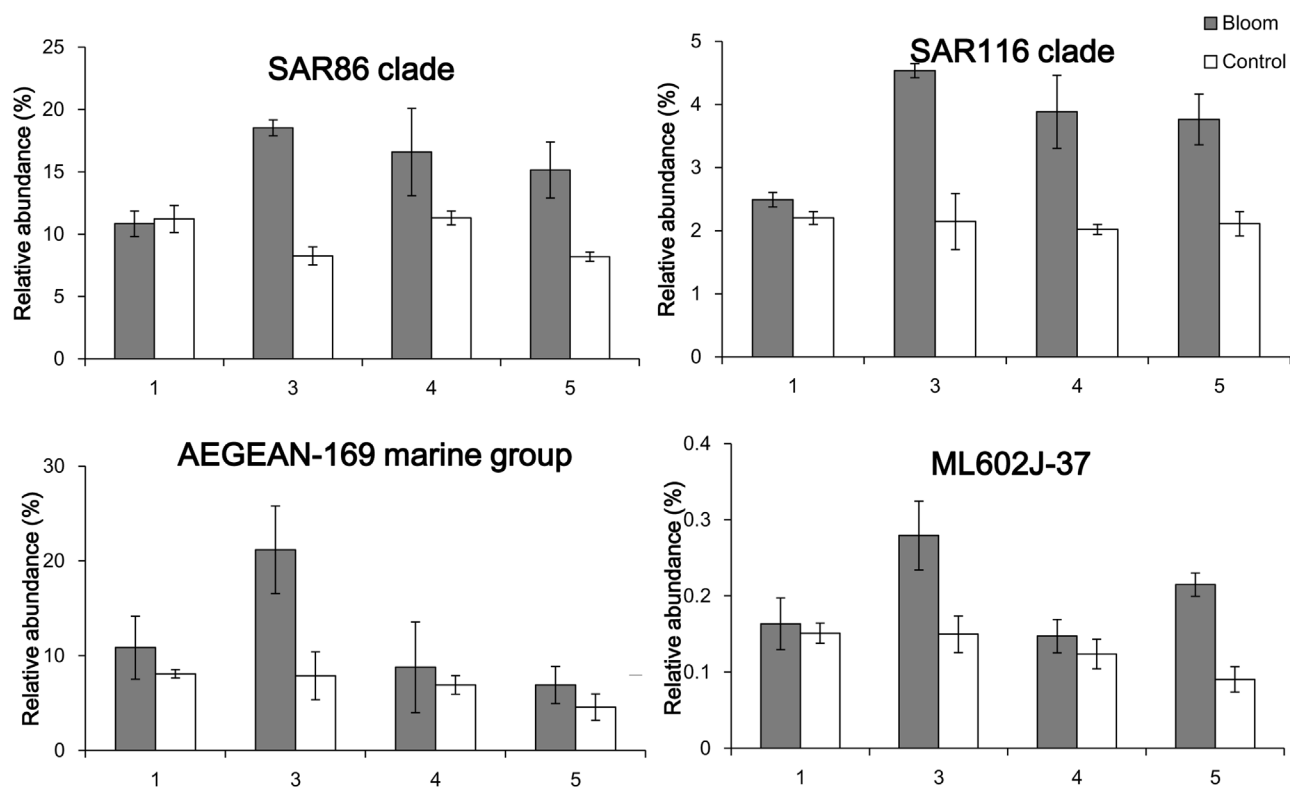 Bloom
Control
SAR86 clade
Relative abundance (%)
25
20
15
10
5
0
1 3 4 5
SAR116 clade
Relative abundance (%)
5
4
3
2
1
0
1 3 4 5
AEGEAN-169 marine group
Relative abundance (%)
30
20
10
0
1 3 4 5
ML602J-37
Relative abundance (%)
0.4
0.3
0.2
0.1
0
1 3 4 5